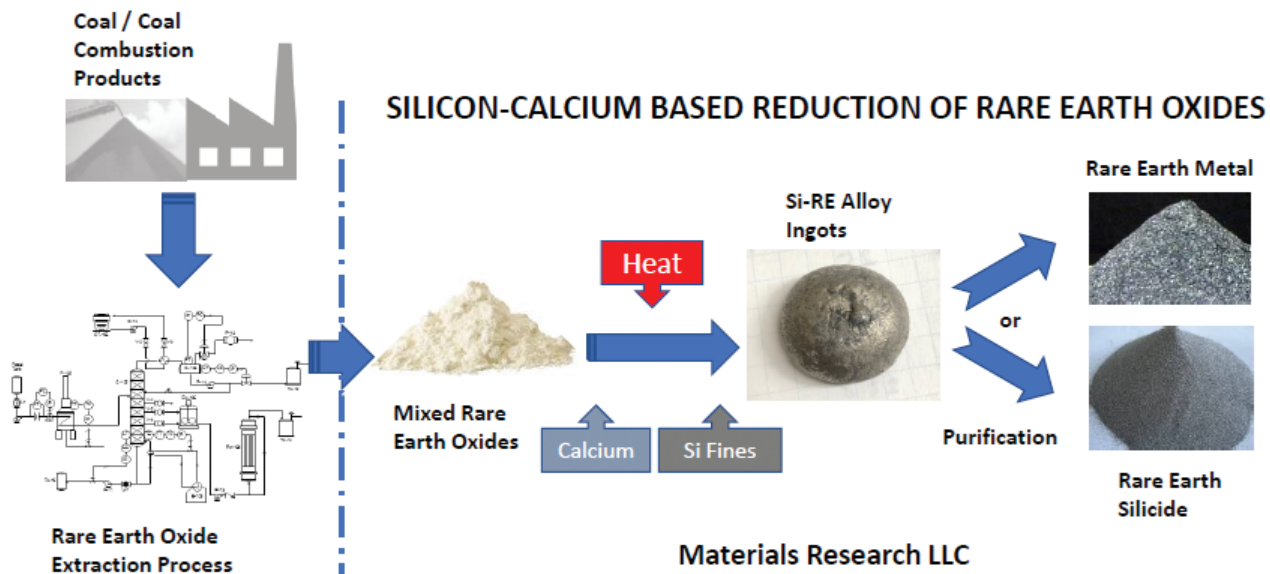 Coal / Coal
Combustion
Products
SILICON-CALCIUM BASED REDUCTION OF RARE EARTH OXIDES
Rare Earth Metal
Si-RE Alloy
Ingots
Heat
or
Mixed Rare
Earth Oxides
Calcium
Si Fines
Purification
Rare Earth
Silicide
Rare Earth Oxide
Extraction Process
Materials Research LLC